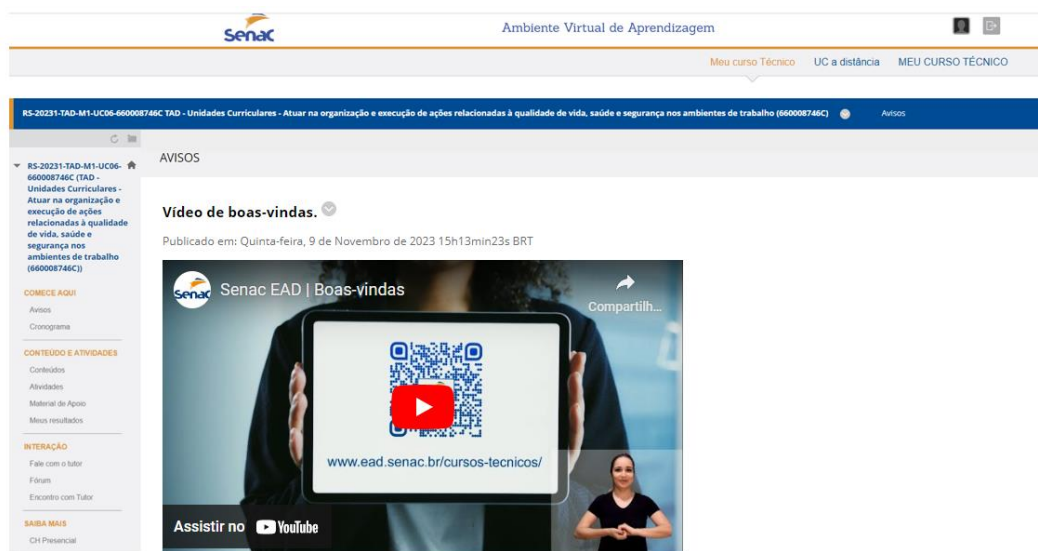 Senac
Ambiente Virtual de Aprendizagem
Meu curso Técnico
UC a distância
MEU CURSO TÉCNICO
RS-20231-TAD-M1-UC06-660008746C TAD - Unidades Curriculares - Atuar na organização e execução de ações relacionadas à qualidade de vida, saúde e segurança nos ambientes de trabalho (660008746C)
Avisos
RS-20231-TAD-M1-UC06-
660008746C (TAD -
Unidades Curriculares -
Atuar na organização e
execução de ações
relacionadas à qualidade
de vida, saúde e
segurança nos
ambientes de trabalho
(660008746C))
COMECE AQUI
Avisos
Cronograma
CONTEÚDO E ATIVIDADES
Conteúdos
Atividades
Material de Apoio
Meus resultados
INTERAÇÃO
Fale com o tutor
Fórum
Encontro com Tutor
SAIBA MAIS
CH Presencial
AVISOS
Vídeo de boas-vindas.
Publicado em: Quinta-feira, 9 de Novembro de 2023 15h13min23s BRT
Senac
Senac EAD | Boas-vindas
Compartilh...
www.ead.senac.br/cursos-tecnicos/
Assistir no YouTube